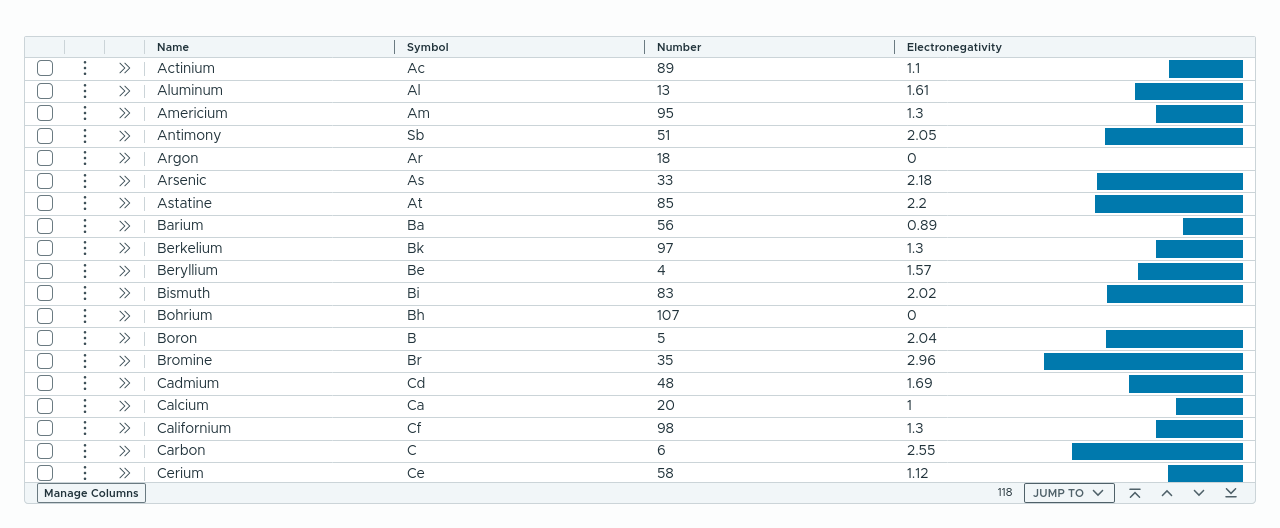 Name Symbol Number Electronegativity
Actinium Ac 89 1.1
Aluminum Al 13 1.61
Americium Am 95 1.3
Antimony Sb 51 2.05
Argon Ar 18 0
Arsenic As 33 2.18
Astatine At 85 2.2
Barium Ba 56 0.89
Berkelium Bk 97 1.3
Beryllium Be 4 1.57
Bismuth Bi 83 2.02
Bohrium Bh 107 0
Boron B 5 2.04
Bromine Br 35 2.96
Cadmium Cd 48 1.69
Calcium Ca 20 1
Californium Cf 98 1.3
Carbon C 6 2.55
Cerium Ce 58 1.12
Manage Columns 118 JUMP TO